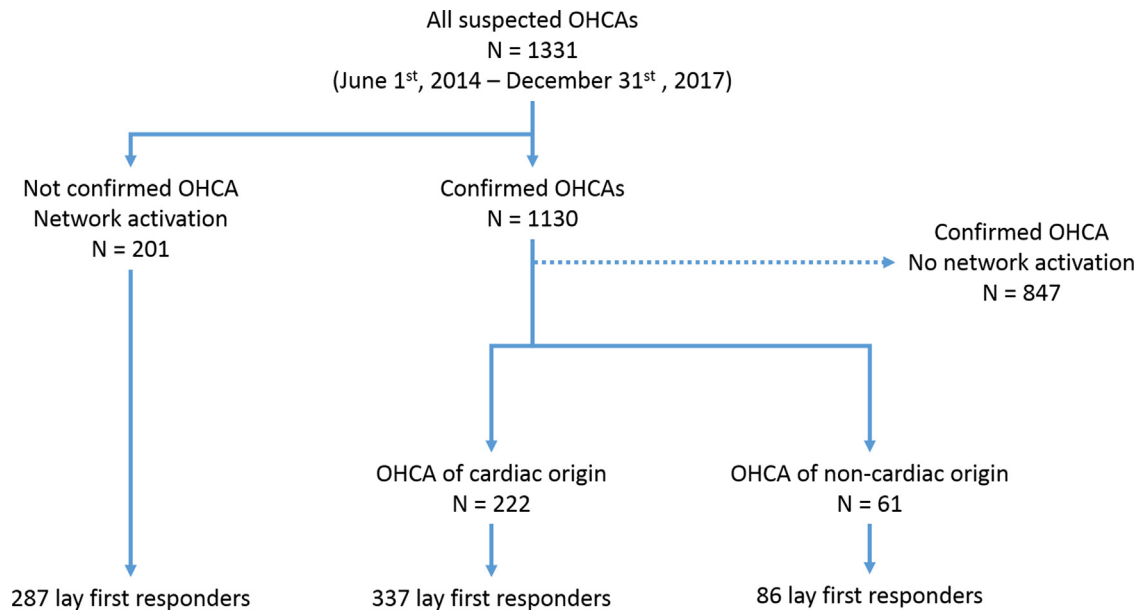 All suspected OHCAs
N = 1331
(June 1st, 2014 – December 31st , 2017)
Not confirmed OHCA
Network activation
N = 201
Confirmed OHCAs
N = 1130
Confirmed OHCA
No network activation
N = 847
OHCA of cardiac origin
N = 222
OHCA of non-cardiac origin
N = 61
287 lay first responders
337 lay first responders
86 lay first responders